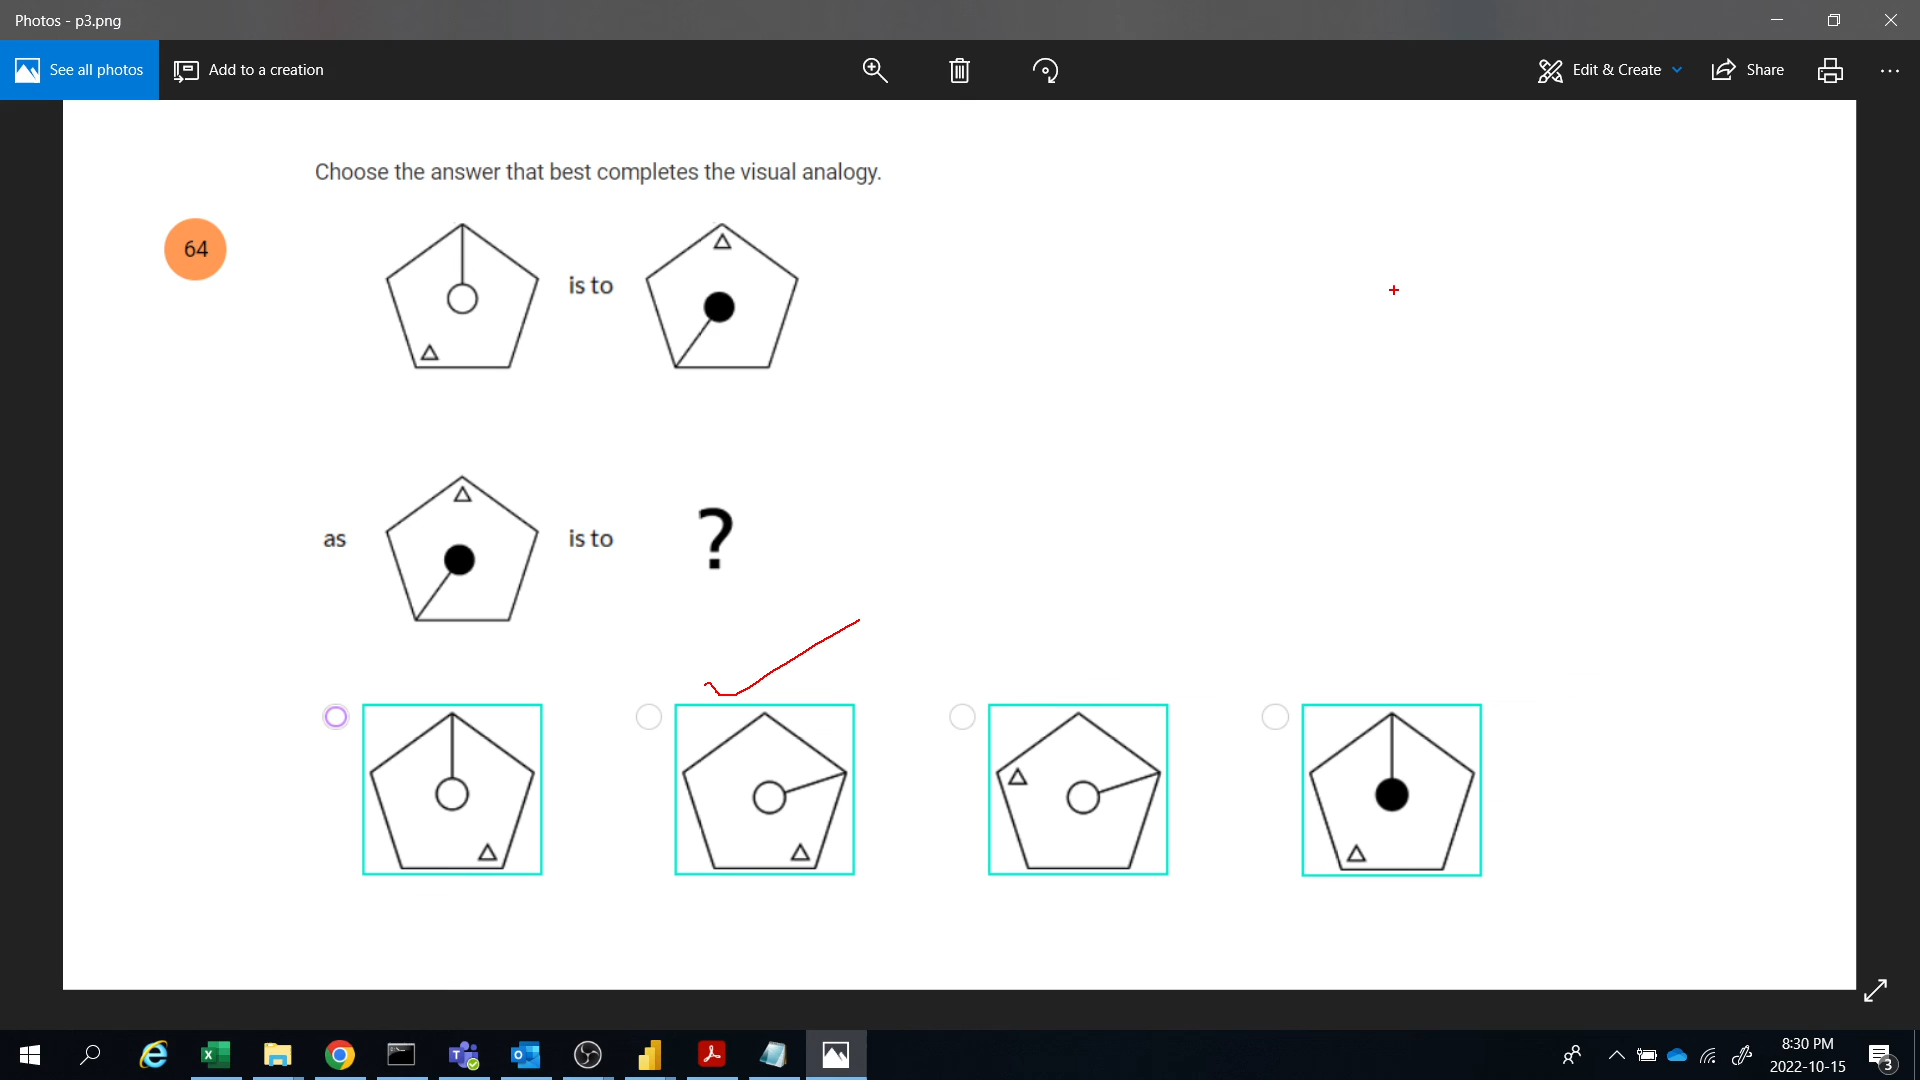 Photos - p3.png
See all photos
Add to a creation
Edit & Create
Share
Choose the answer that best completes the visual analogy.
64
is to
as
is to
?
8:30 PM
2022-10-15
3